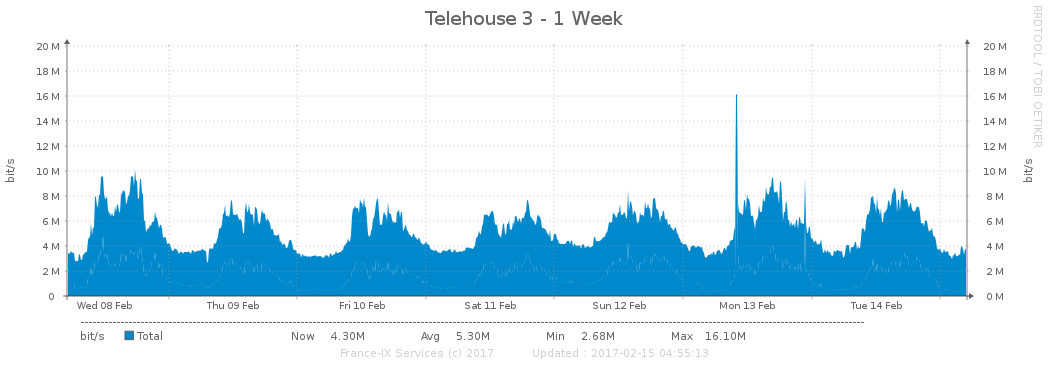 Telehouse 3 - 1 Week
RRDTOOL / TOBI OETIKER
20 M 20 M
18 M 18 M
16 M 16 M
14 M 14 M
12 M 12 M
10 M 10 M
8 M 8 M
6 M 6 M
4 M 4 M
2 M 2 M
0 0 M
bit/s
bit/s
Wed 08 Feb Thu 09 Feb Fri 10 Feb Sat 11 Feb Sun 12 Feb Mon 13 Feb Tue 14 Feb
bit/s Total Now 4.30M Avg 5.30M Min 2.68M Max 16.10M
France-IX Services (c) 2017 Updated : 2017-02-15 04:55:13